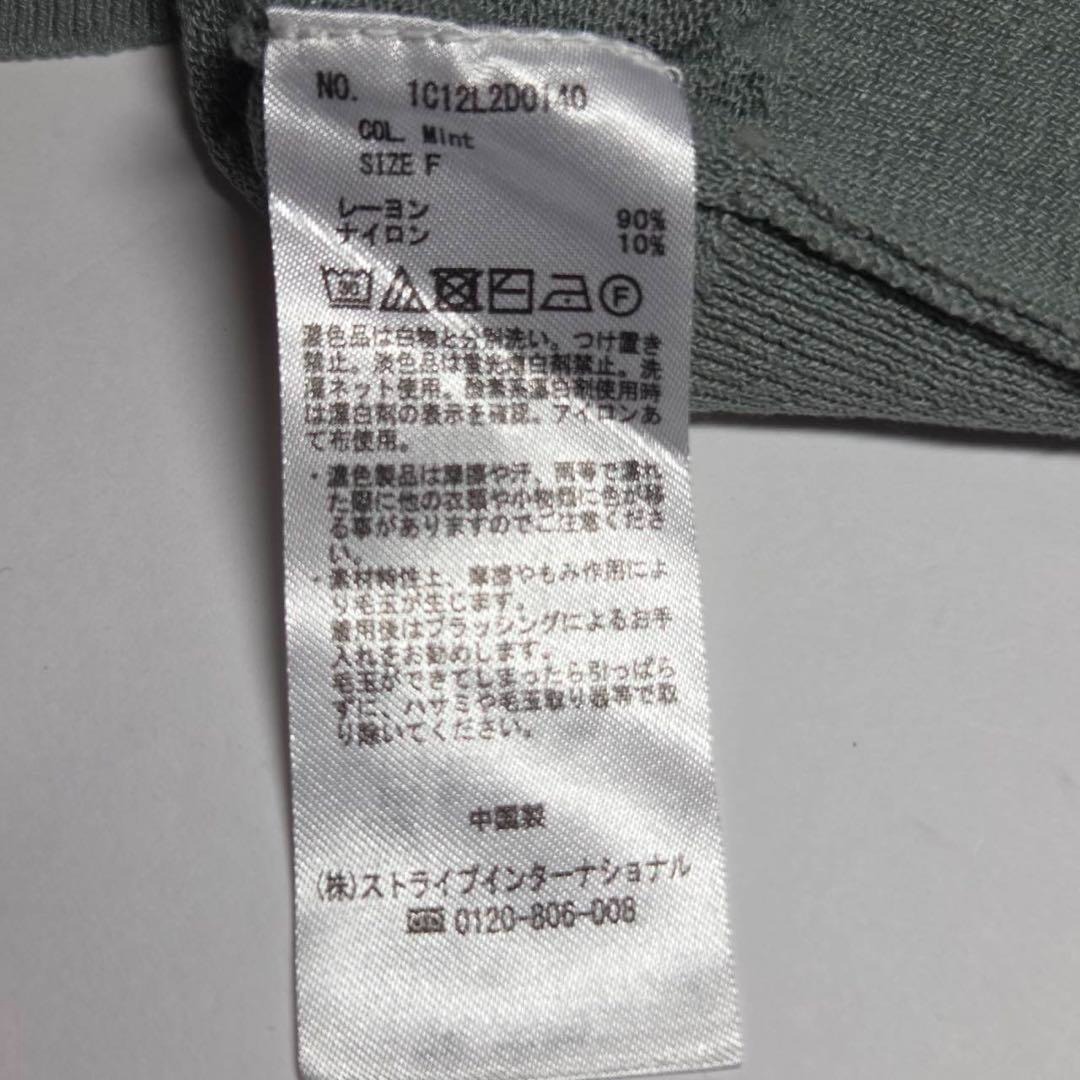 NO. 1C12L2D0140
COL. Mint
SIZE F
レーヨン 90%
ナイロン 10%
30
F
濃色品は白物と分別洗い。つけ置き
禁止。淡色品は蛍光漂白剤禁止。洗
濯ネット使用。酸素系漂白剤使用時
は漂白剤の表示を確認。アイロンあ
て布使用。
・濃色製品は摩擦や汗、雨等で濡れ
た際に他の衣類や小物類に色が移
る事がありますのでご注意くださ
い。
・素材特性上、摩擦やもみ作用によ
り毛玉が生じます。
着用後はブラッシングによるお手
入れをお勧めします。
毛玉ができてしまったら引っぱら
ずに、ハサミや毛玉取り器等で取
り除いてください。
中国製
(株)ストライプインターナショナル
0120-806-008